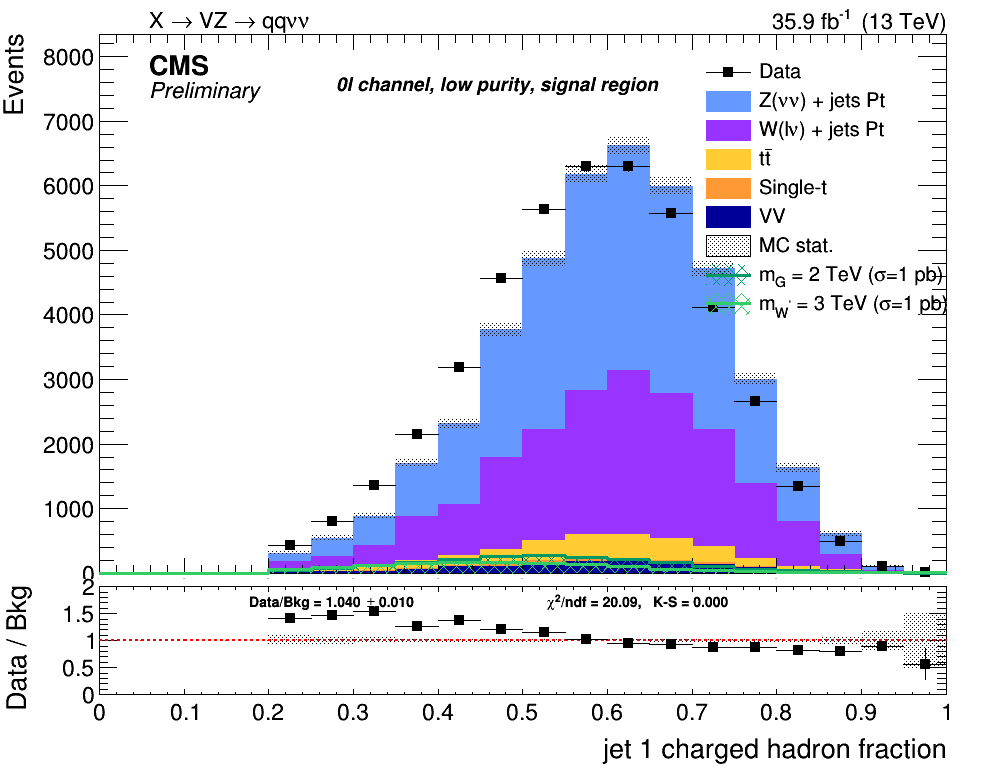 X → VZ → qqνν
35.9 fb-1 (13 TeV)
Events
CMS
Preliminary
0l channel, low purity, signal region
Data
Z(νν) + jets Pt
W(lν) + jets Pt
tt̄
Single-t
VV
MC stat.
mG = 2 TeV (σ=1 pb)
mW' = 3 TeV (σ=1 pb)
8000
7000
6000
5000
4000
3000
2000
1000
0
Data / Bkg
2
1.5
1
0.5
0
Data/Bkg = 1.040 ± 0.010
χ2/ndf = 20.09, K-S = 0.000
0 0.1 0.2 0.3 0.4 0.5 0.6 0.7 0.8 0.9 1
jet 1 charged hadron fraction